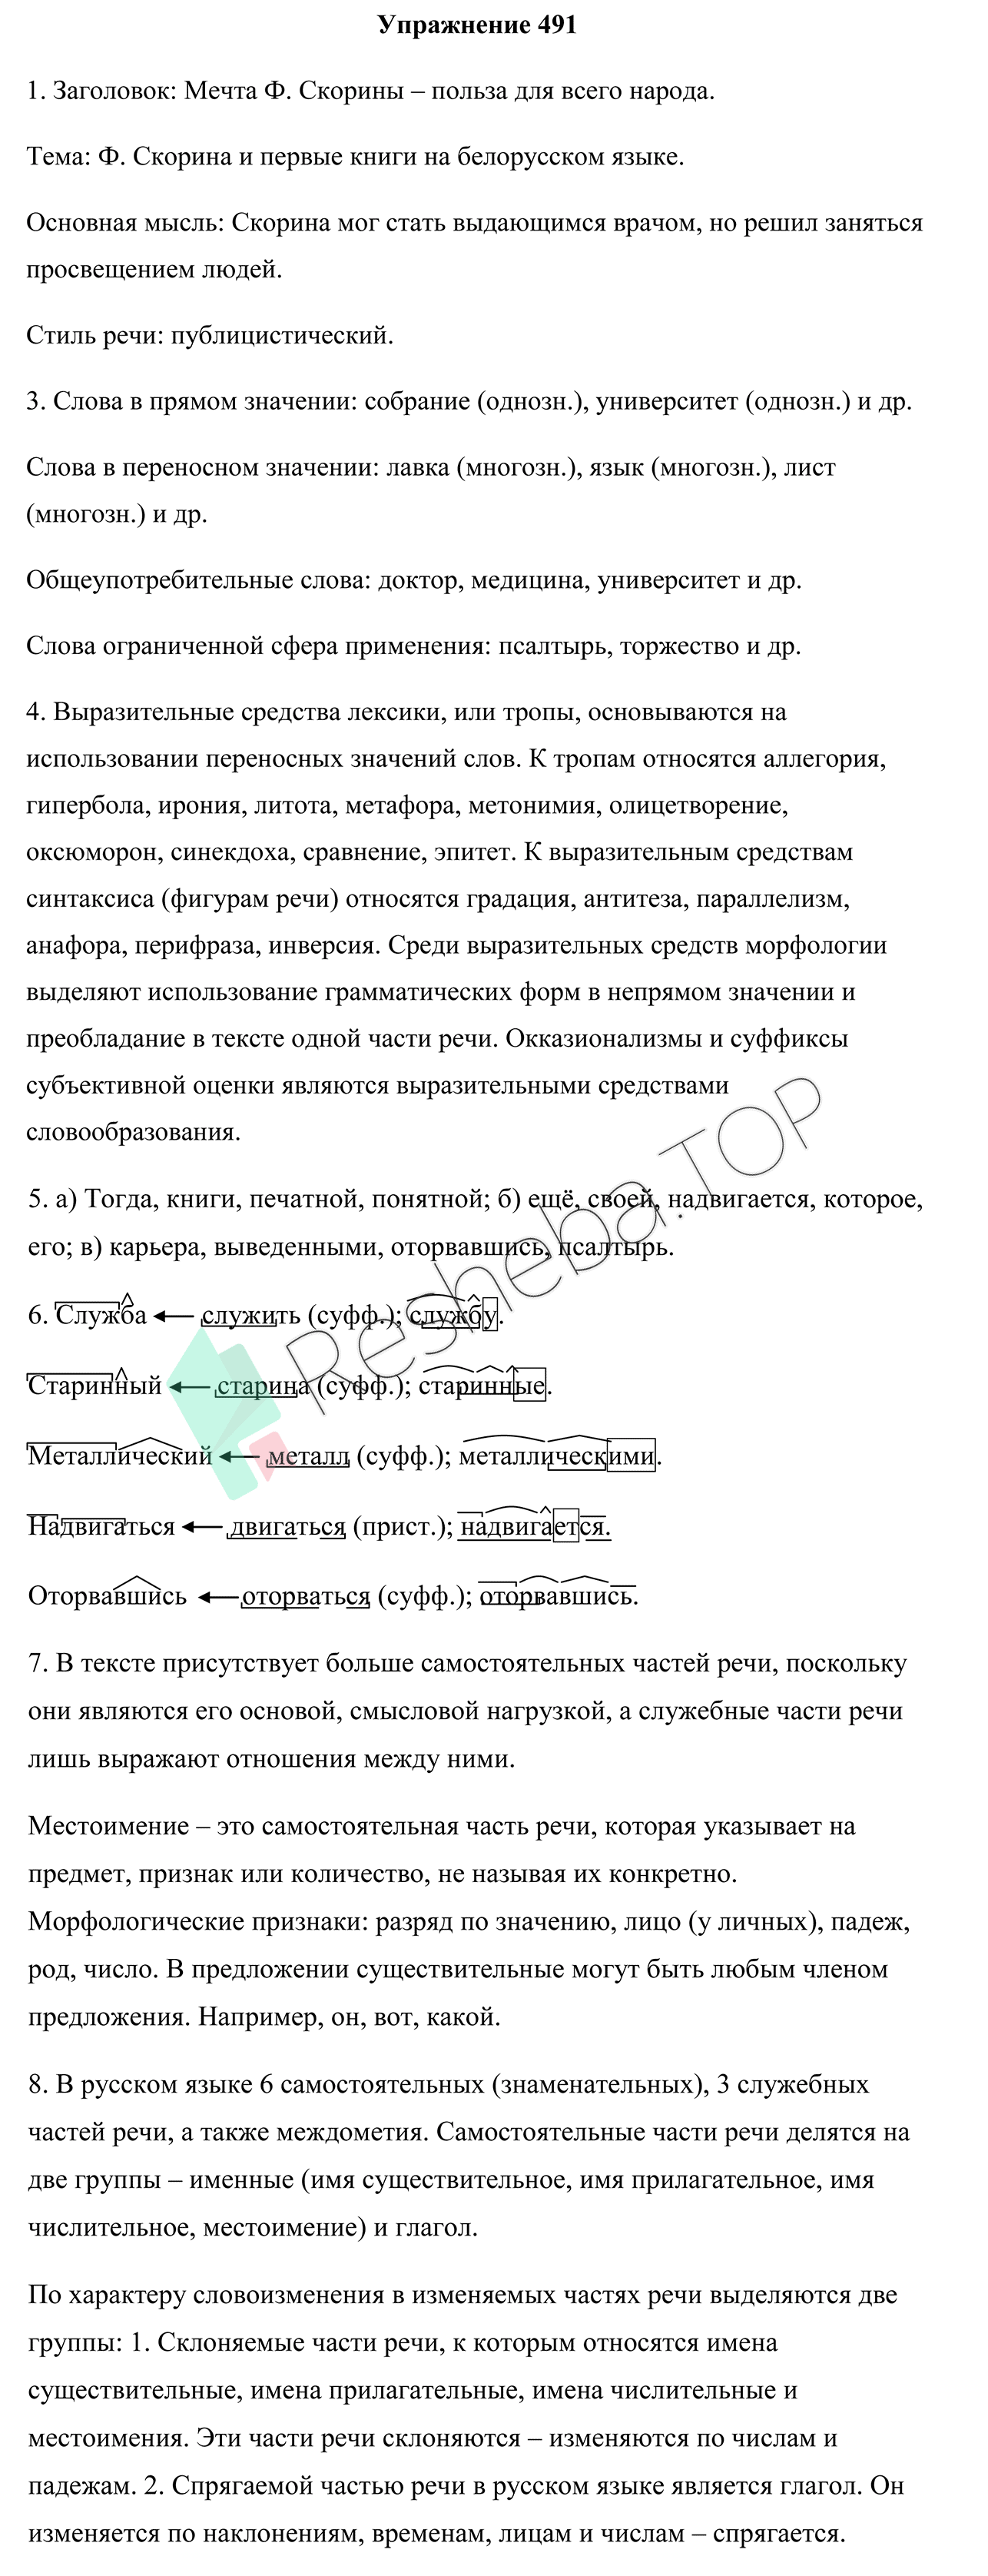 Упражнение 491
1. Заголовок: Мечта Ф. Скорины – польза для всего народа.
Тема: Ф. Скорина и первые книги на белорусском языке.
Основная мысль: Скорина мог стать выдающимся врачом, но решил заняться
просвещением людей.
Стиль речи: публицистический.
3. Слова в прямом значении: собрание (однозн.), университет (однозн.) и др.
Слова в переносном значении: лавка (многозн.), язык (многозн.), лист
(многозн.) и др.
Общеупотребительные слова: доктор, медицина, университет и др.
Слова ограниченной сфера применения: псалтырь, торжество и др.
4. Выразительные средства лексики, или тропы, основываются на
использовании переносных значений слов. К тропам относятся аллегория,
гипербола, ирония, литота, метафора, метонимия, олицетворение,
оксюморон, синекдоха, сравнение, эпитет. К выразительным средствам
синтаксиса (фигурам речи) относятся градация, антитеза, параллелизм,
анафора, перифраза, инверсия. Среди выразительных средств морфологии
выделяют использование грамматических форм в непрямом значении и
преобладание в тексте одной части речи. Окказионализмы и суффиксы
субъективной оценки являются выразительными средствами
словообразования.
5. а) Тогда, книги, печатной, понятной; б) ещё, своей, надвигается, которое,
его; в) карьера, выведенными, оторвавшись, псалтырь.
6. Служба ← служить (суфф.); службу.
Старинный ← старина (суфф.); старинные.
Металлический ← металл (суфф.); металлическими.
Надвигаться ← двигаться (прист.); надвигается.
Оторвавшись ← оторваться (суфф.); оторвавшись.
7. В тексте присутствует больше самостоятельных частей речи, поскольку
они являются его основой, смысловой нагрузкой, а служебные части речи
лишь выражают отношения между ними.
Местоимение – это самостоятельная часть речи, которая указывает на
предмет, признак или количество, не называя их конкретно.
Морфологические признаки: разряд по значению, лицо (у личных), падеж,
род, число. В предложении существительные могут быть любым членом
предложения. Например, он, вот, какой.
8. В русском языке 6 самостоятельных (знаменательных), 3 служебных
частей речи, а также междометия. Самостоятельные части речи делятся на
две группы – именные (имя существительное, имя прилагательное, имя
числительное, местоимение) и глагол.
По характеру словоизменения в изменяемых частях речи выделяются две
группы: 1. Склоняемые части речи, к которым относятся имена
существительные, имена прилагательные, имена числительные и
местоимения. Эти части речи склоняются – изменяются по числам и
падежам. 2. Спрягаемой частью речи в русском языке является глагол. Он
изменяется по наклонениям, временам, лицам и числам – спрягается.
Resheba.TOP